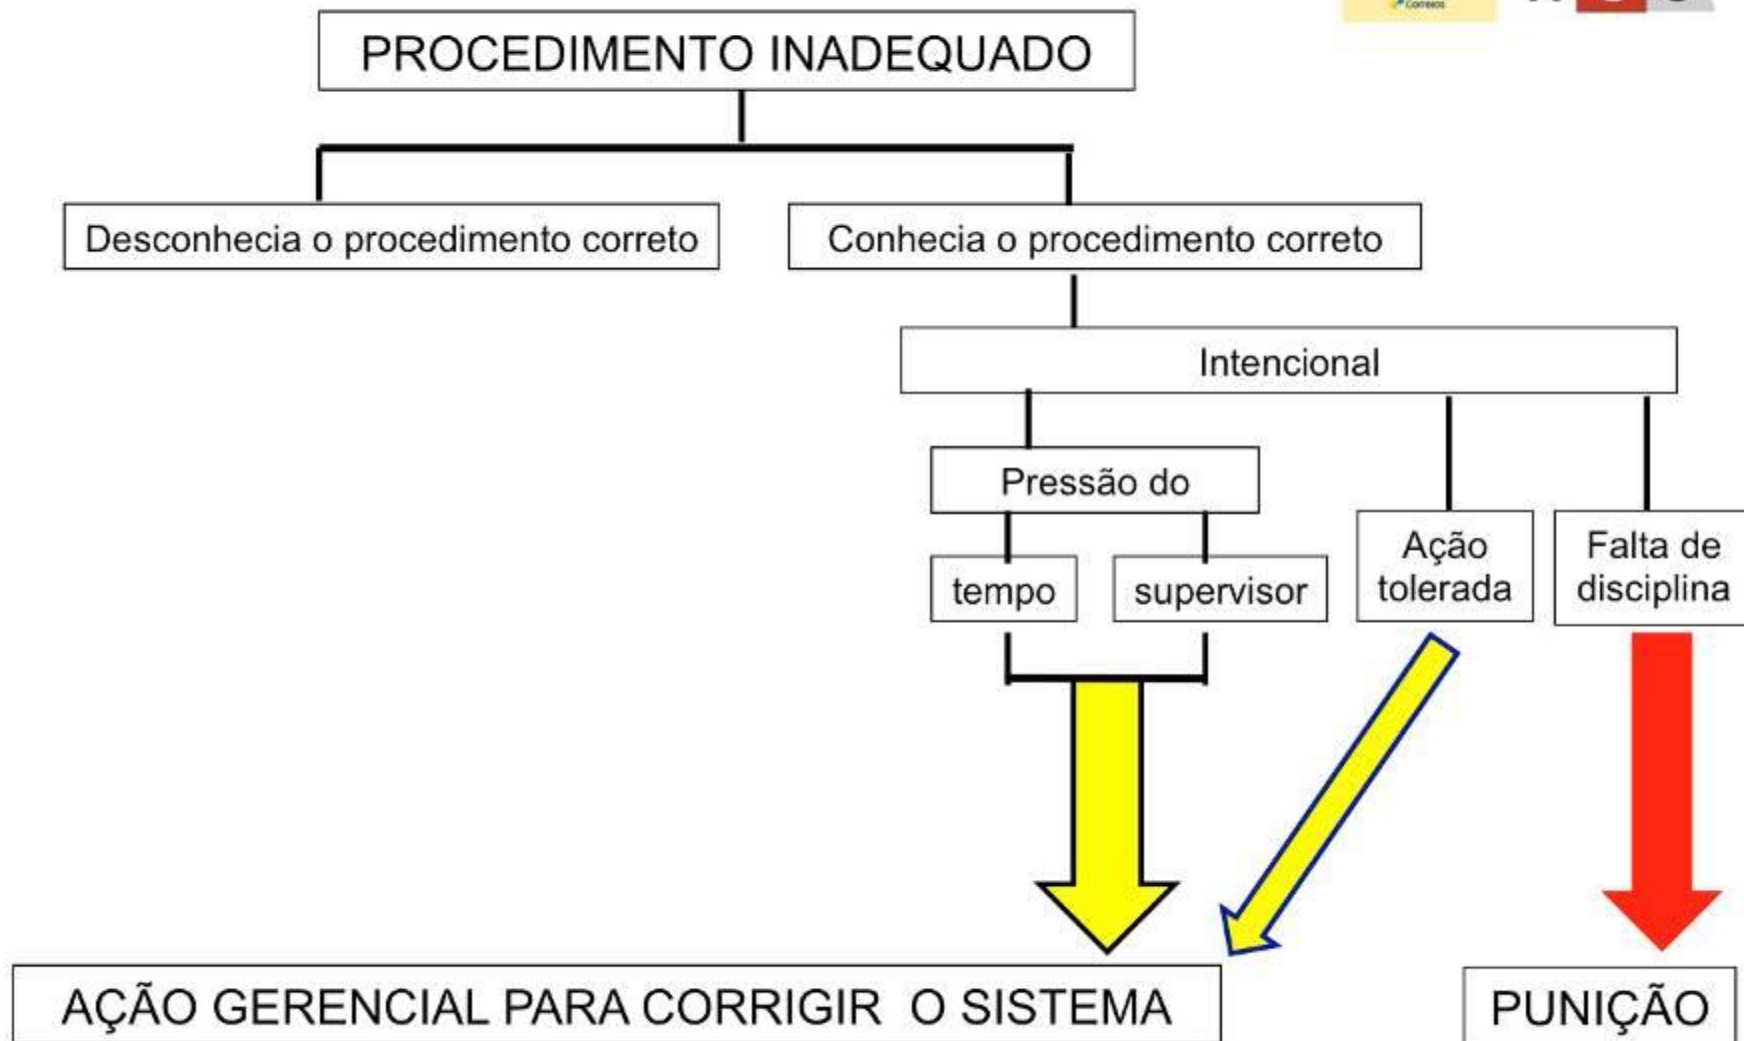 Correios
PROCEDIMENTO INADEQUADO
Desconhecia o procedimento correto
Conhecia o procedimento correto
Intencional
Pressão do
tempo
supervisor
Ação
tolerada
Falta de
disciplina
AÇÃO GERENCIAL PARA CORRIGIR O SISTEMA
PUNIÇÃO